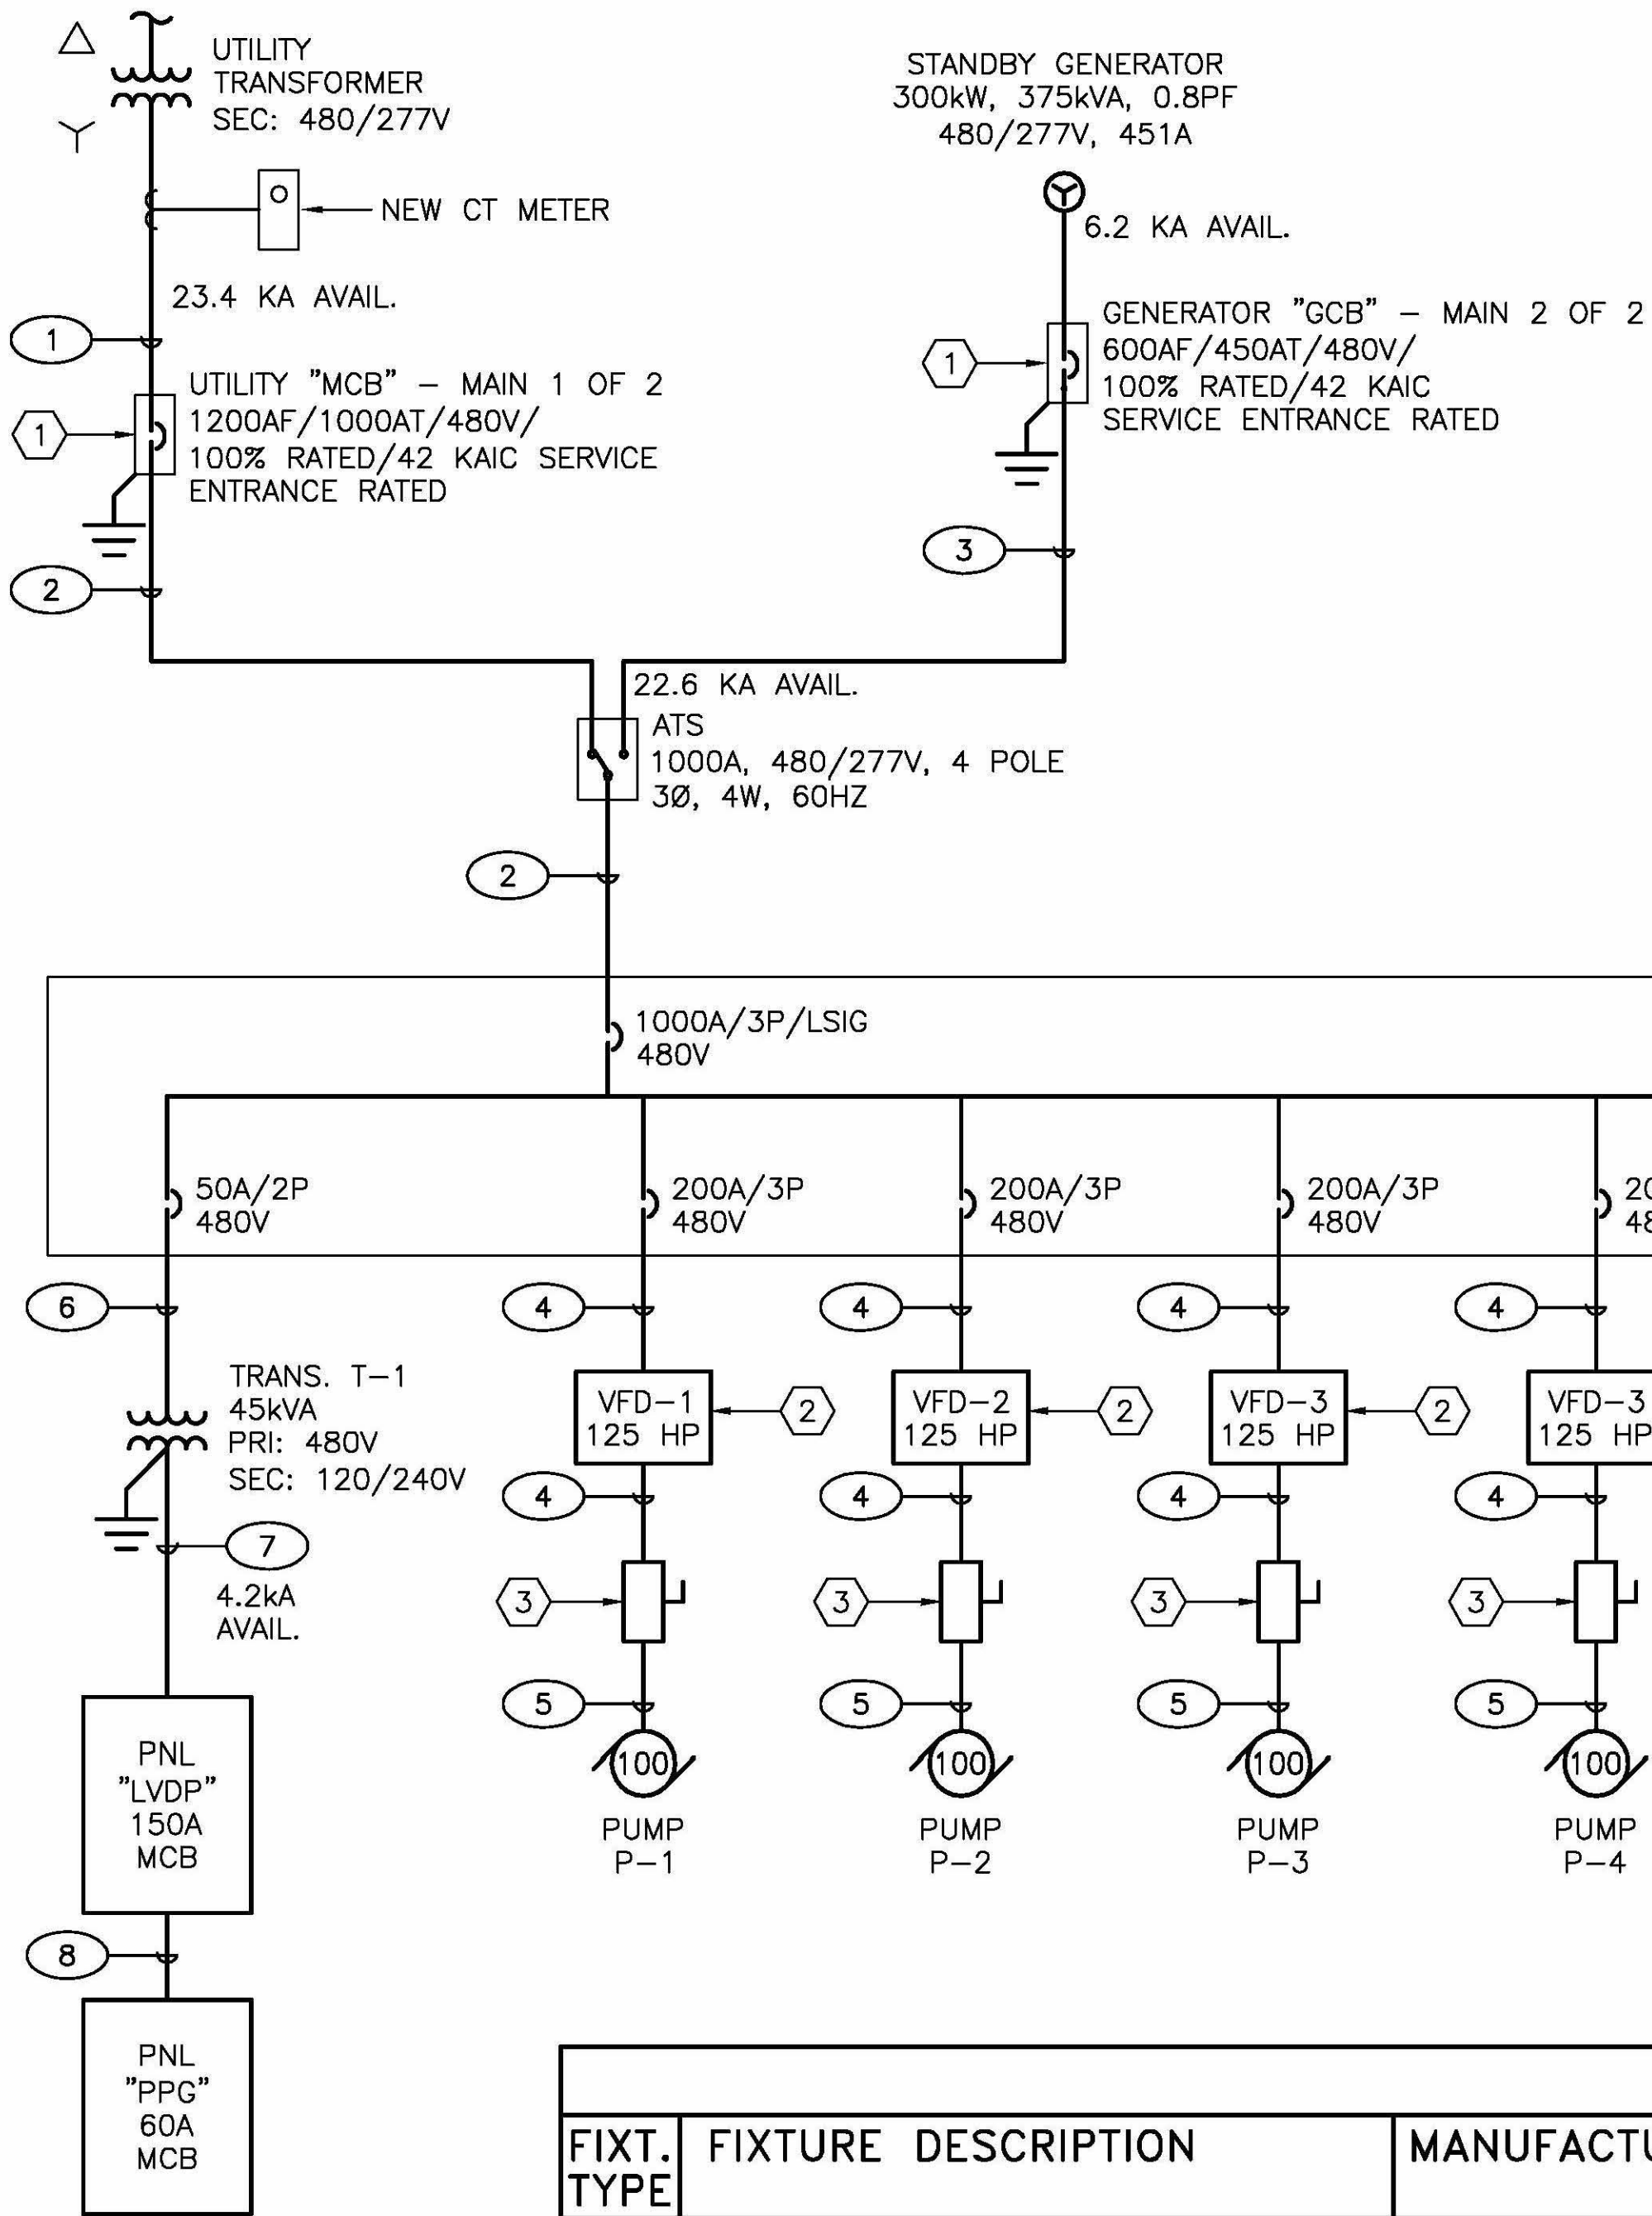 UTILITY
TRANSFORMER
SEC: 480/277V
NEW CT METER
23.4 KA AVAIL.
1
UTILITY "MCB" – MAIN 1 OF 2
1200AF/1000AT/480V/
100% RATED/42 KAIC SERVICE
ENTRANCE RATED
1
2
STANDBY GENERATOR
300kW, 375kVA, 0.8PF
480/277V, 451A
6.2 KA AVAIL.
GENERATOR "GCB" – MAIN 2 OF 2
600AF/450AT/480V/
100% RATED/42 KAIC
SERVICE ENTRANCE RATED
1
3
22.6 KA AVAIL.
ATS
1000A, 480/277V, 4 POLE
3Ø, 4W, 60HZ
2
1000A/3P/LSIG
480V
50A/2P
480V
200A/3P
480V
200A/3P
480V
200A/3P
480V
20
48
6
4
4
4
4
TRANS. T-1
45kVA
PRI: 480V
SEC: 120/240V
VFD-1
125 HP
2
VFD-2
125 HP
2
VFD-3
125 HP
2
VFD-3
125 HP
4
4
4
4
7
4.2kA
AVAIL.
3
3
3
3
5
5
5
5
100
100
100
100
PUMP
P-1
PUMP
P-2
PUMP
P-3
PUMP
P-4
PNL
"LVDP"
150A
MCB
8
PNL
"PPG"
60A
MCB
FIXT.
TYPE
FIXTURE DESCRIPTION
MANUFACTU